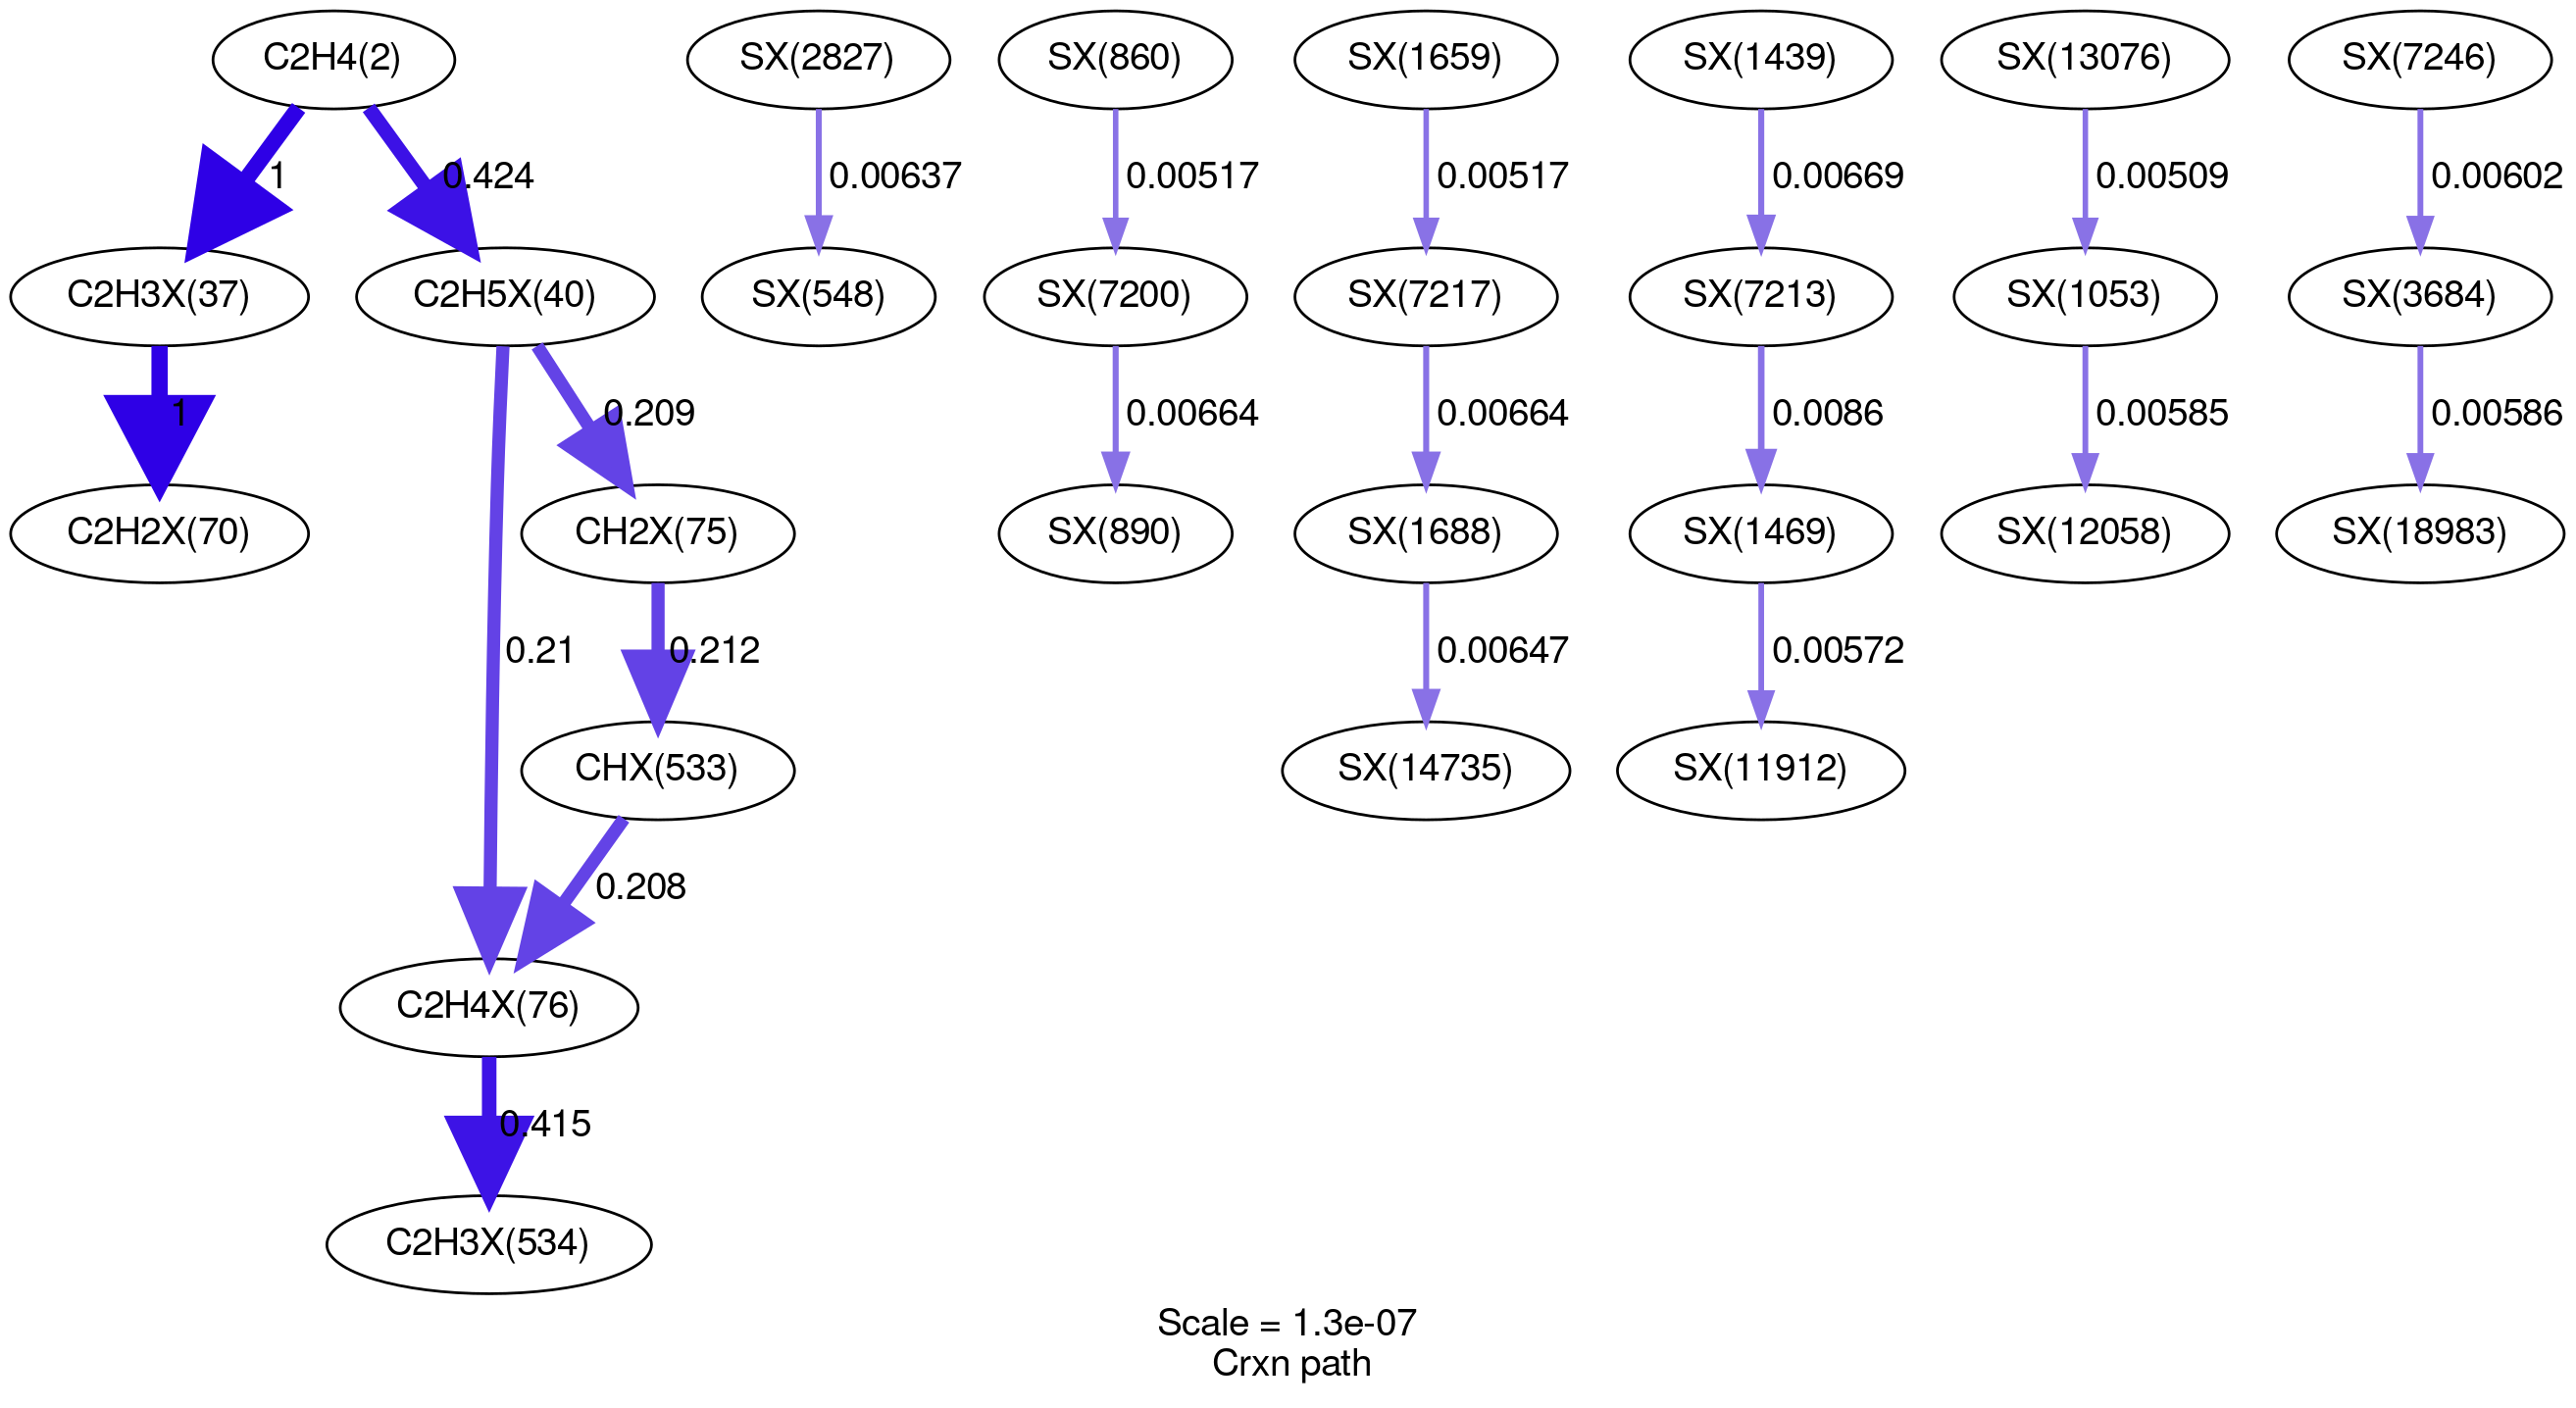 C2H4(2)
SX(2827)
SX(860)
SX(1659)
SX(1439)
SX(13076)
SX(7246)
1
0.424
0.00637
0.00517
0.00517
0.00669
0.00509
0.00602
C2H3X(37)
C2H5X(40)
SX(548)
SX(7200)
SX(7217)
SX(7213)
SX(1053)
SX(3684)
1
0.209
0.00664
0.00664
0.0086
0.00585
0.00586
C2H2X(70)
CH2X(75)
SX(890)
SX(1688)
SX(1469)
SX(12058)
SX(18983)
0.21
0.212
0.00647
0.00572
CHX(533)
SX(14735)
SX(11912)
0.208
C2H4X(76)
0.415
C2H3X(534)
Scale = 1.3e-07
Crxn path